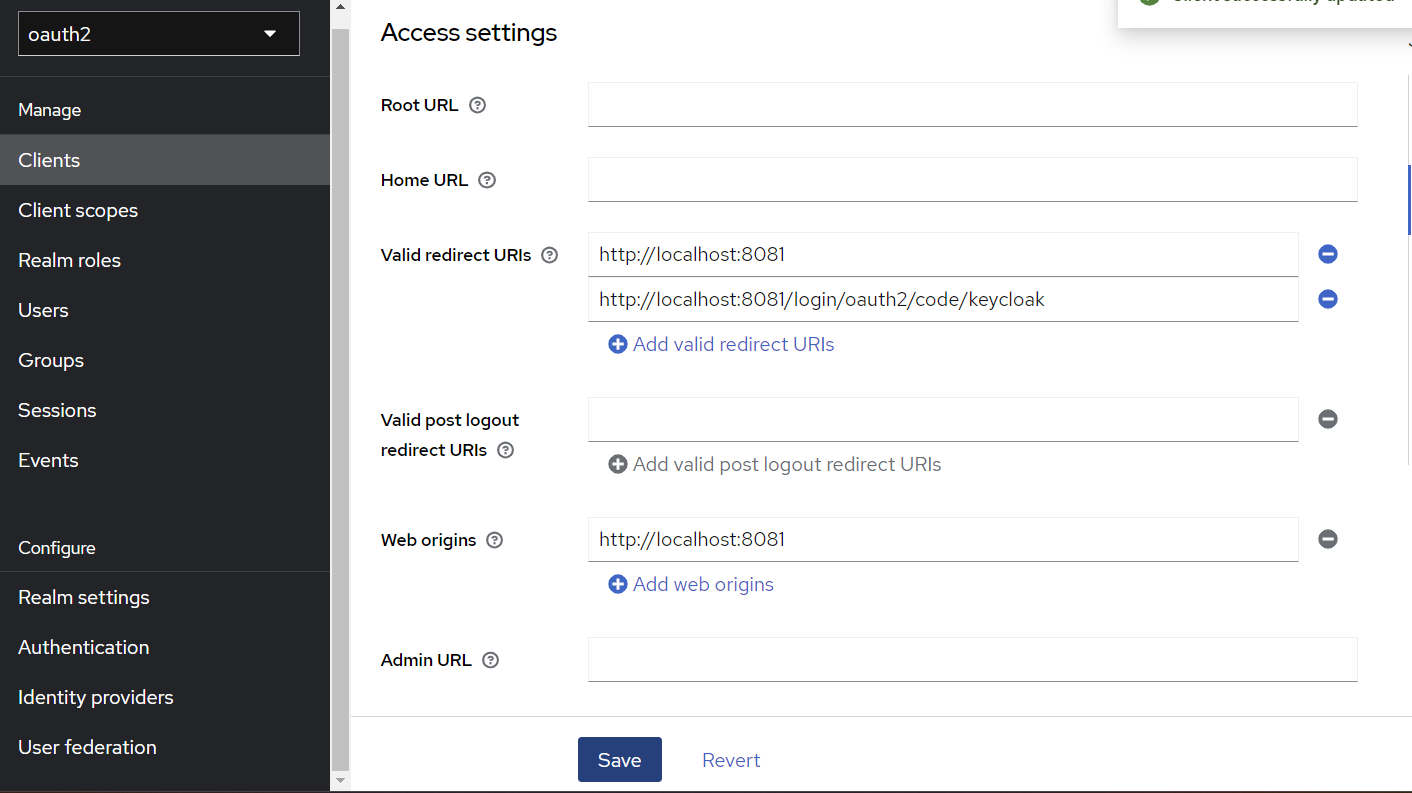 oauth2
Manage
Clients
Client scopes
Realm roles
Users
Groups
Sessions
Events
Configure
Realm settings
Authentication
Identity providers
User federation
Client successfully updated
Access settings
Root URL
Home URL
Valid redirect URIs
http://localhost:8081
http://localhost:8081/login/oauth2/code/keycloak
Add valid redirect URIs
Valid post logout
redirect URIs
Add valid post logout redirect URIs
Web origins
http://localhost:8081
Add web origins
Admin URL
Save
Revert